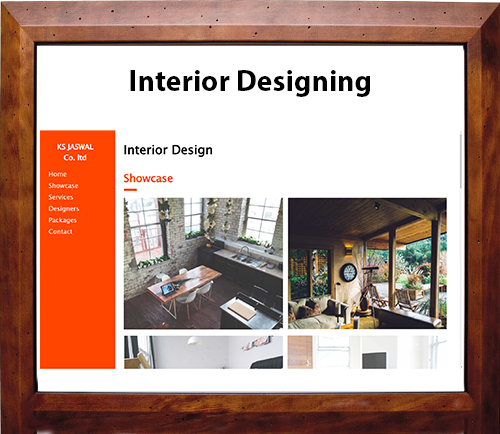 Interior Designing
KS JASWAL
Co. ltd
Home
Showcase
Services
Designers
Packages
Contact
Interior Design
Showcase